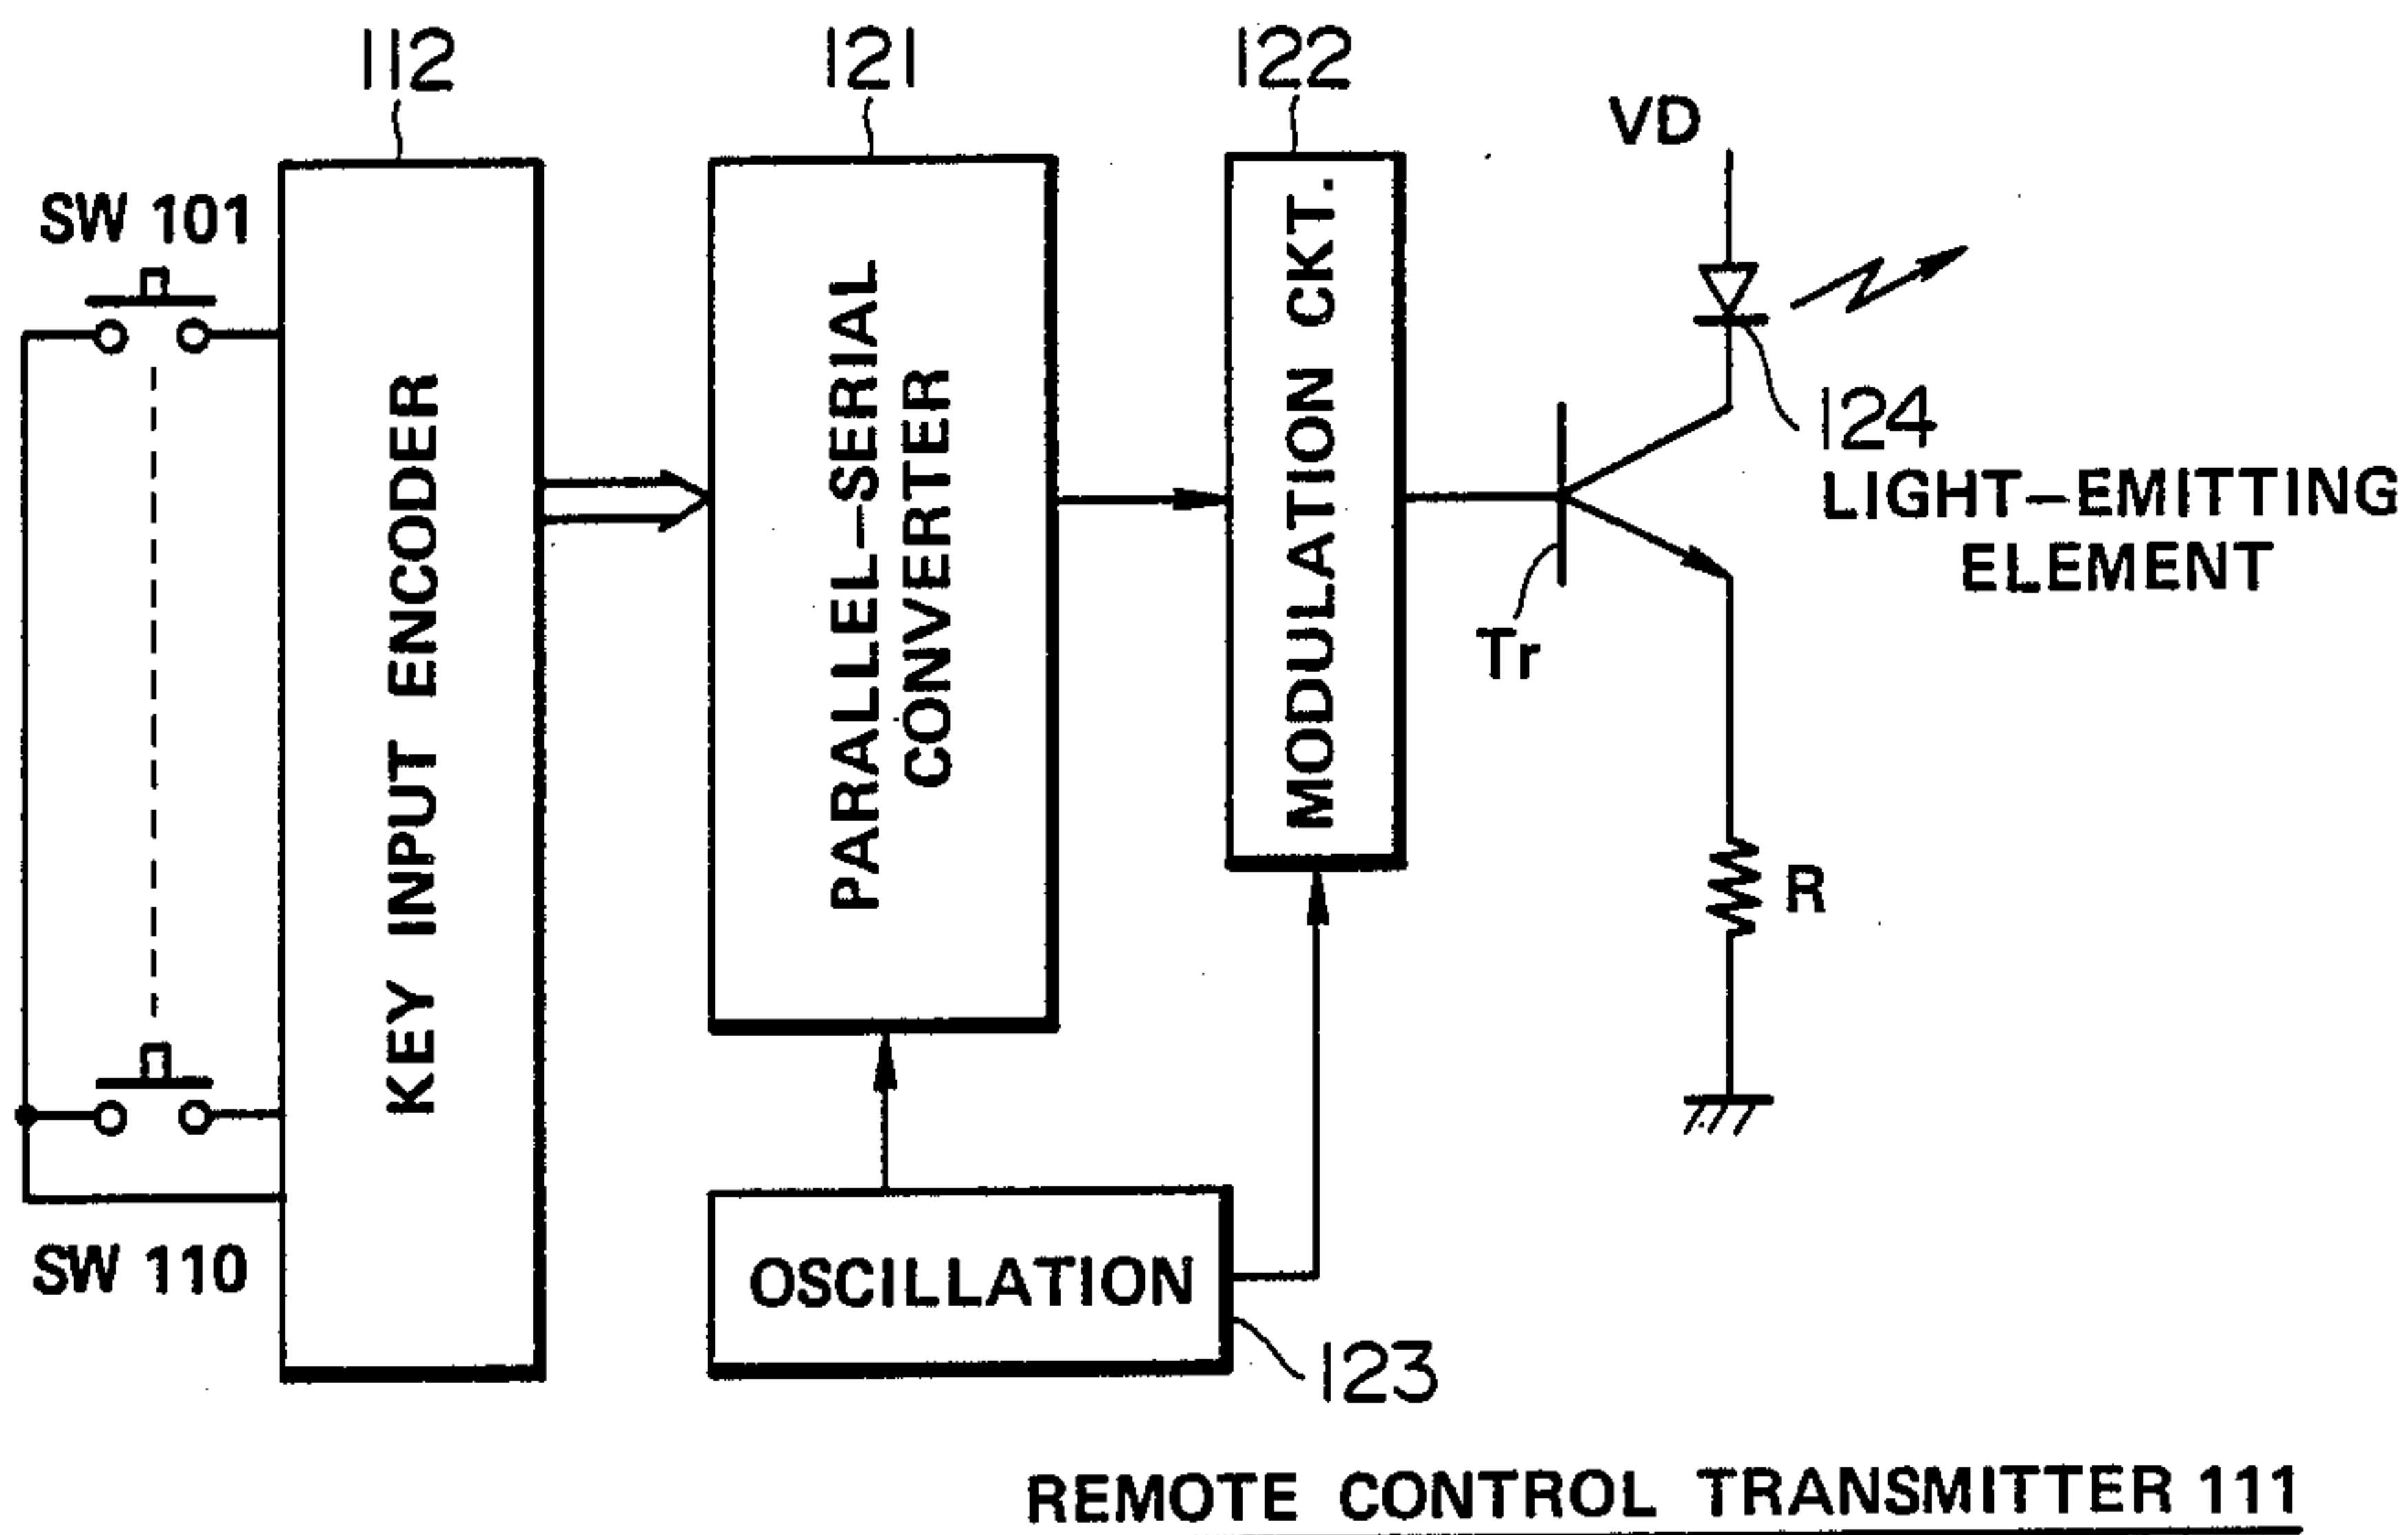 112
121
122
VD
SW 101
KEY INPUT ENCODER
PARALLEL-SERIAL
CONVERTER
MODULATION CKT.
124
LIGHT-EMITTING
ELEMENT
Tr
R
SW 110
OSCILLATION
123
REMOTE CONTROL TRANSMITTER 111